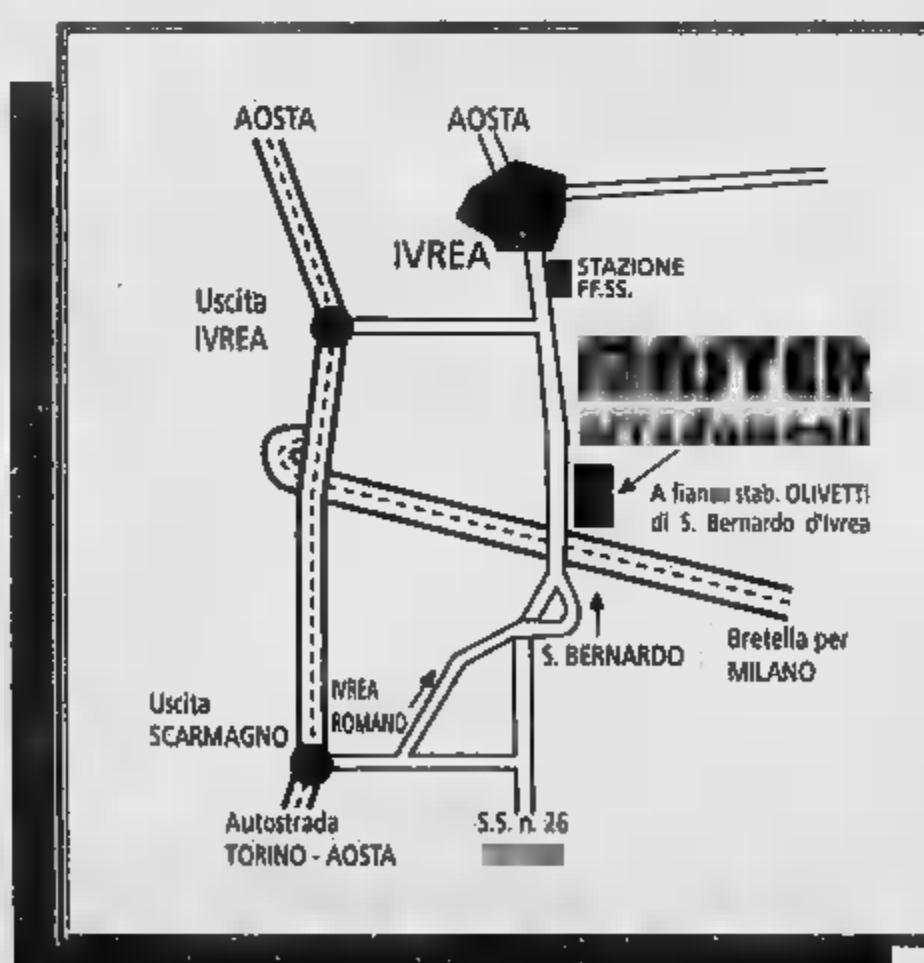 AOSTA
AOSTA
IVREA
STAZIONE
FF.SS.
Uscita
IVREA
A fianco stab. OLIVETTI
di S. Bernardo d'Ivrea
S. BERNARDO
Bretella per
MILANO
IVREA
ROMANO
Uscita
SCARMAGNO
Autostrada
TORINO - AOSTA
S.S. n. 26